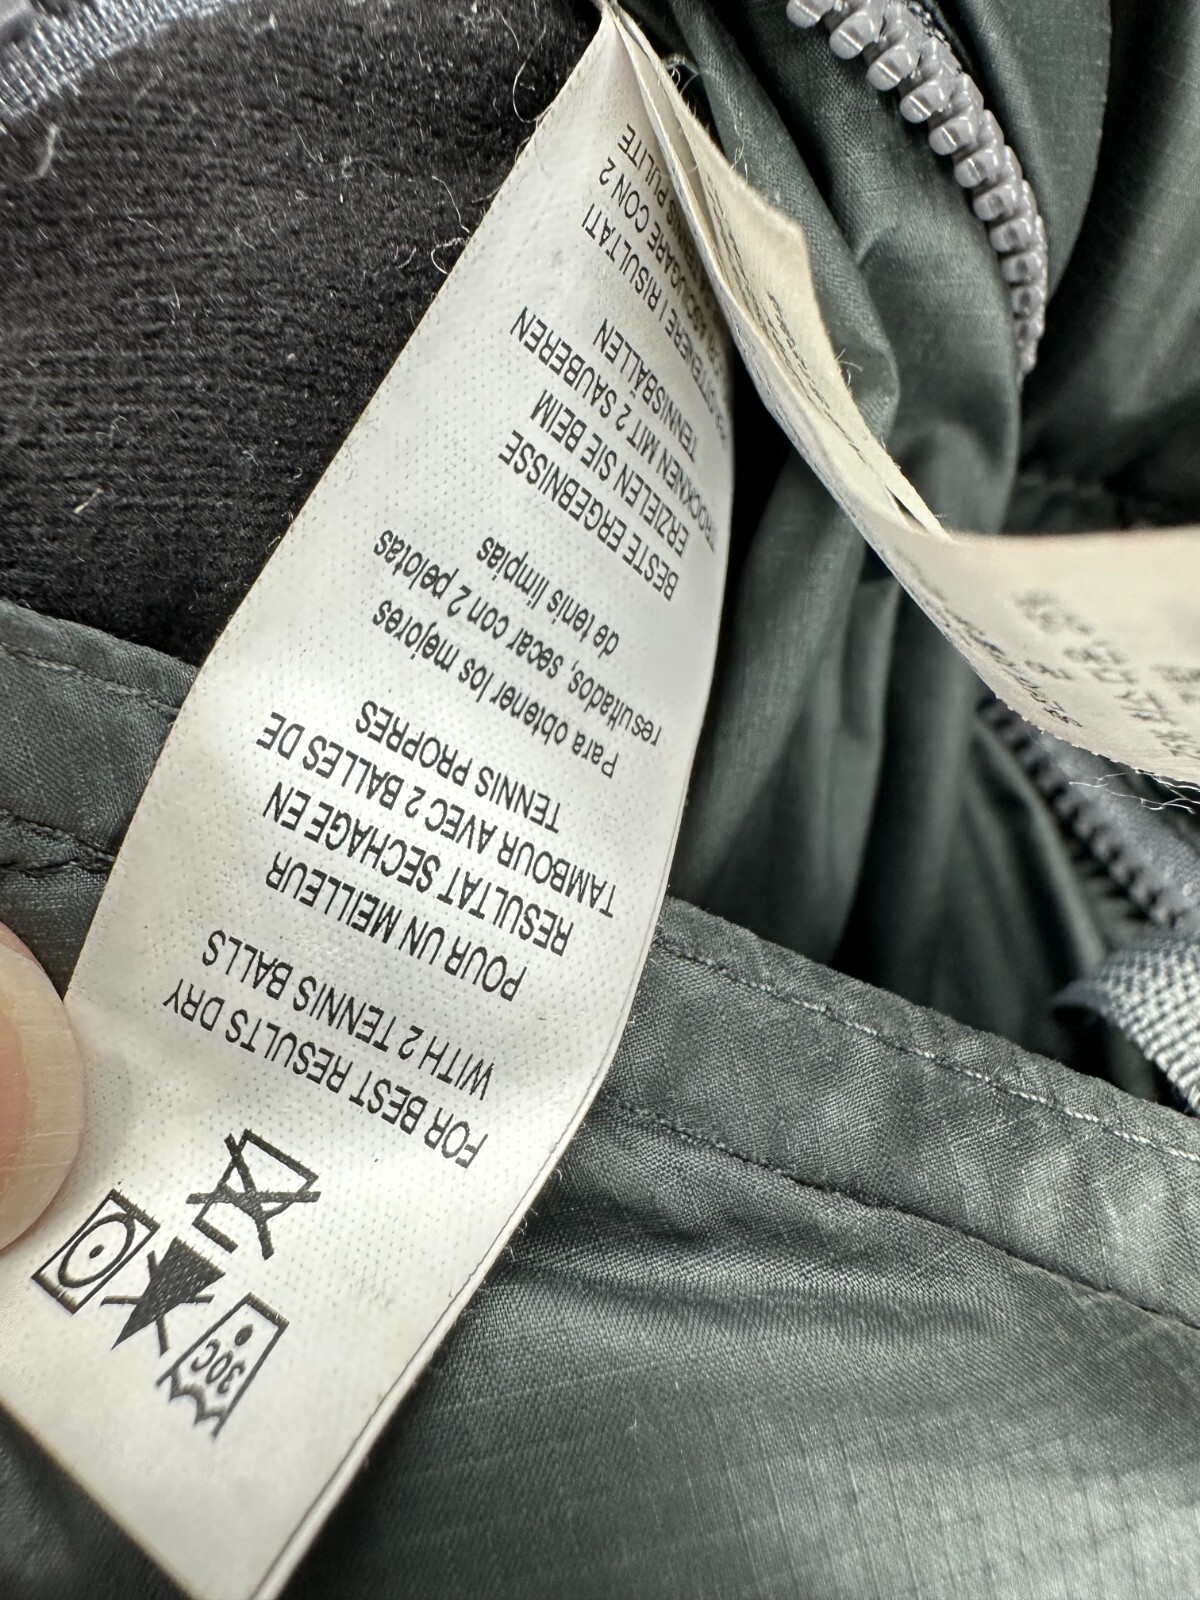 30C
FOR BEST RESULTS DRY
WITH 2 TENNIS BALLS
POUR UN MEILLEUR
RESULTAT SECHAGE EN
TAMBOUR AVEC 2 BALLES DE
TENNIS PROPRES
Para obtener los mejores
resultados, secar con 2 pelotas
de tenis limpias
BESTE ERGEBNISSE
ERZIELEN SIE BEIM
TROCKNEN MIT 2 SAUBEREN
TENNISBÄLLEN
OTTENERE I RISULTATI
ASCIUGARE CON 2
PULITE